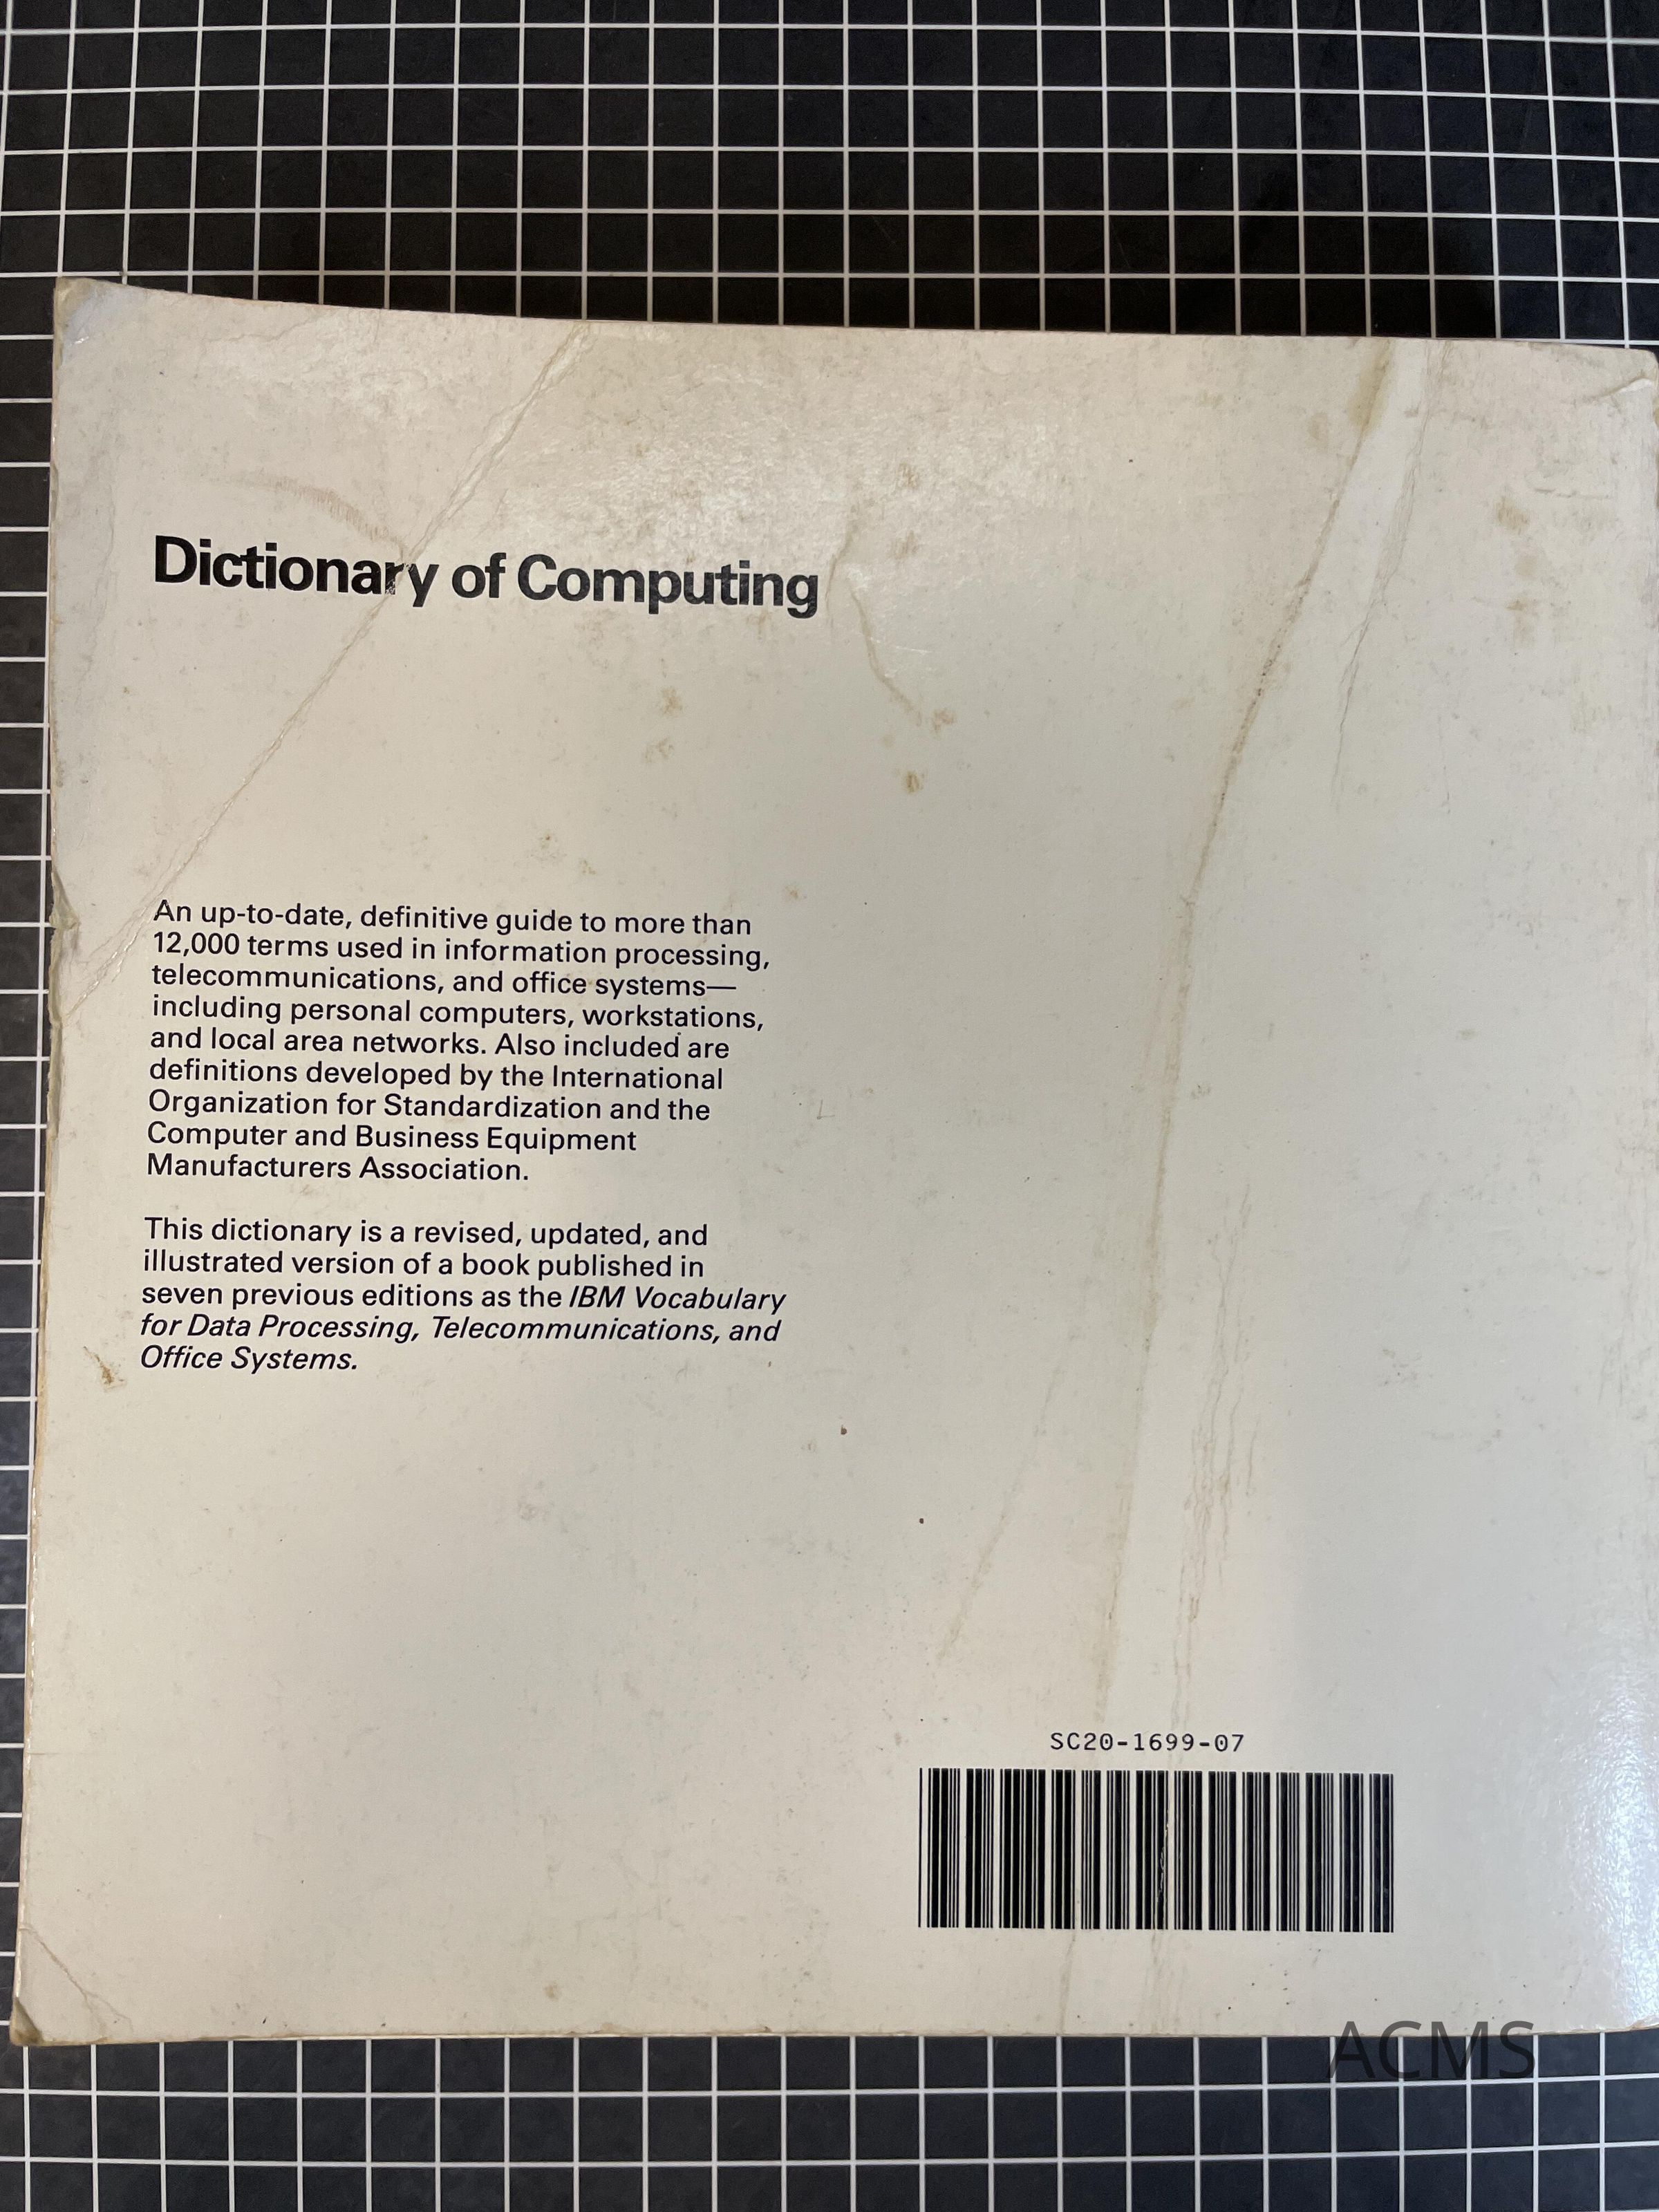 Dictionary of Computing
An up-to-date, definitive guide to more than
12,000 terms used in information processing,
telecommunications, and office systems—
including personal computers, workstations,
and local area networks. Also included are
definitions developed by the International
Organization for Standardization and the
Computer and Business Equipment
Manufacturers Association.
This dictionary is a revised, updated, and
illustrated version of a book published in
seven previous editions as the IBM Vocabulary
for Data Processing, Telecommunications, and
Office Systems.
SC20-1699-07
ACMS